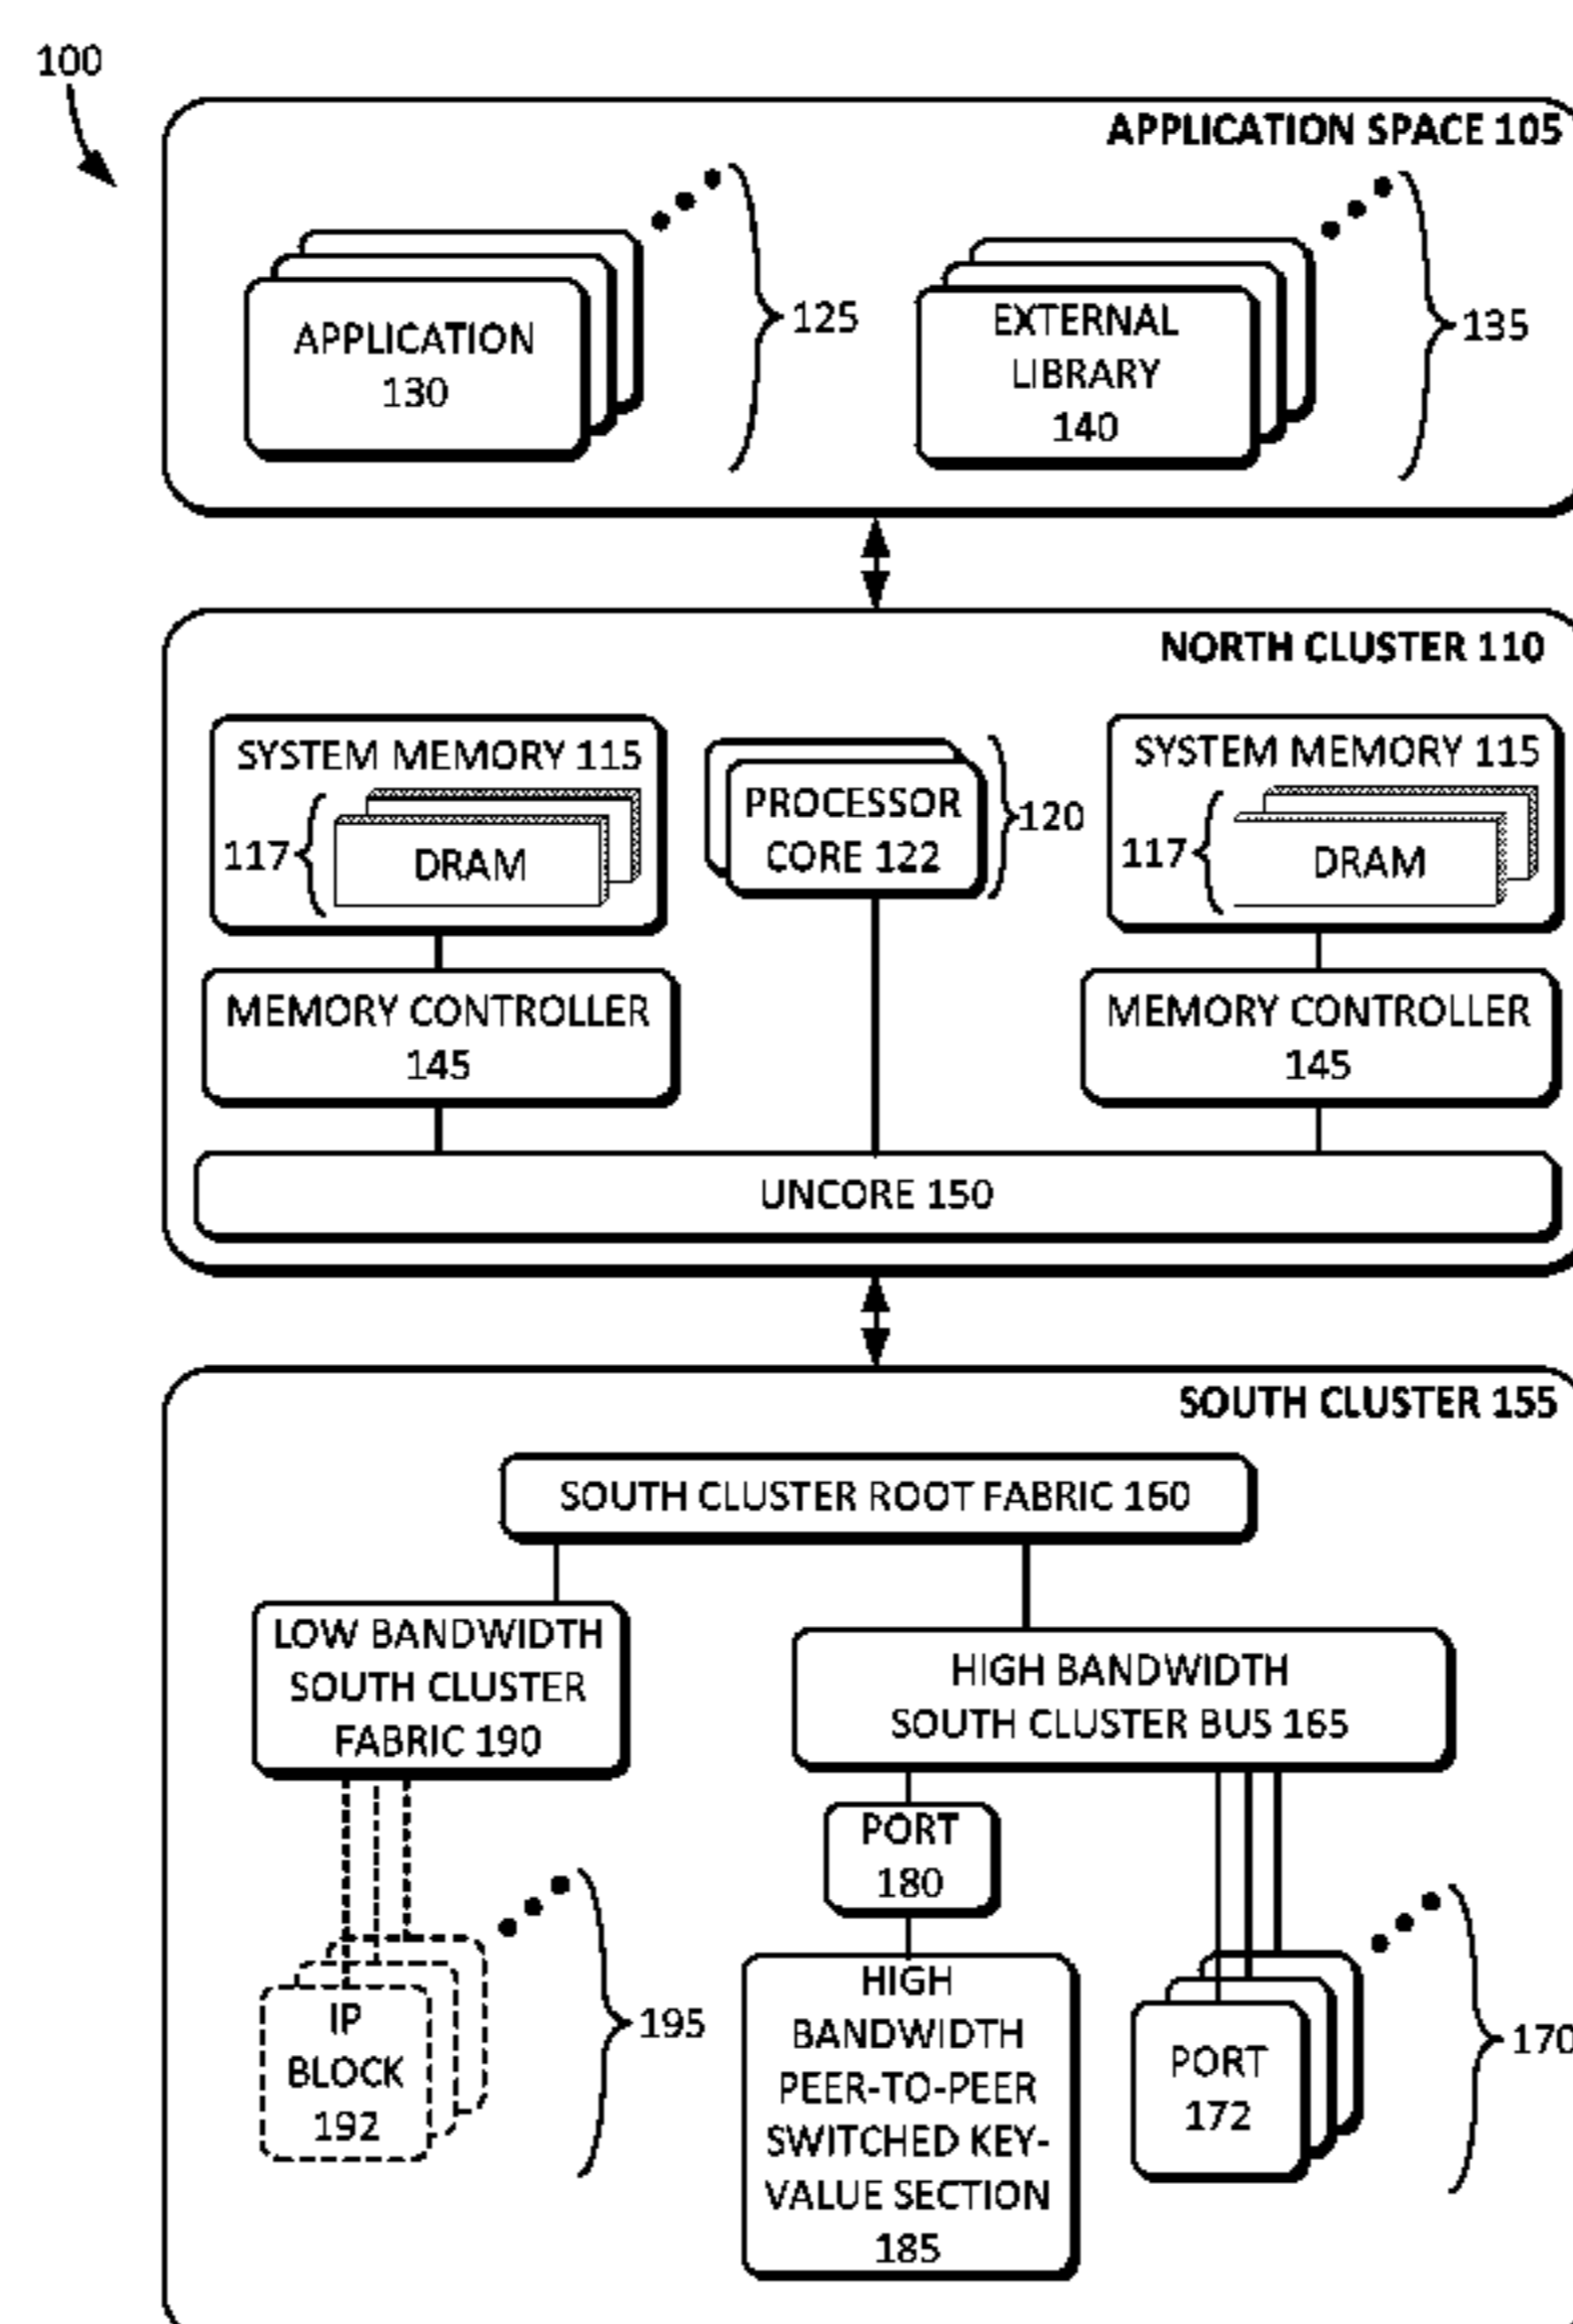 100
APPLICATION SPACE 105
APPLICATION
130
125
EXTERNAL
LIBRARY
140
135
NORTH CLUSTER 110
SYSTEM MEMORY 115
117
DRAM
PROCESSOR
CORE 122
120
SYSTEM MEMORY 115
117
DRAM
MEMORY CONTROLLER
145
MEMORY CONTROLLER
145
UNCORE 150
SOUTH CLUSTER 155
SOUTH CLUSTER ROOT FABRIC 160
LOW BANDWIDTH
SOUTH CLUSTER
FABRIC 190
HIGH BANDWIDTH
SOUTH CLUSTER BUS 165
PORT
180
IP
BLOCK
192
195
HIGH
BANDWIDTH
PEER-TO-PEER
SWITCHED KEY-
VALUE SECTION
185
PORT
172
170